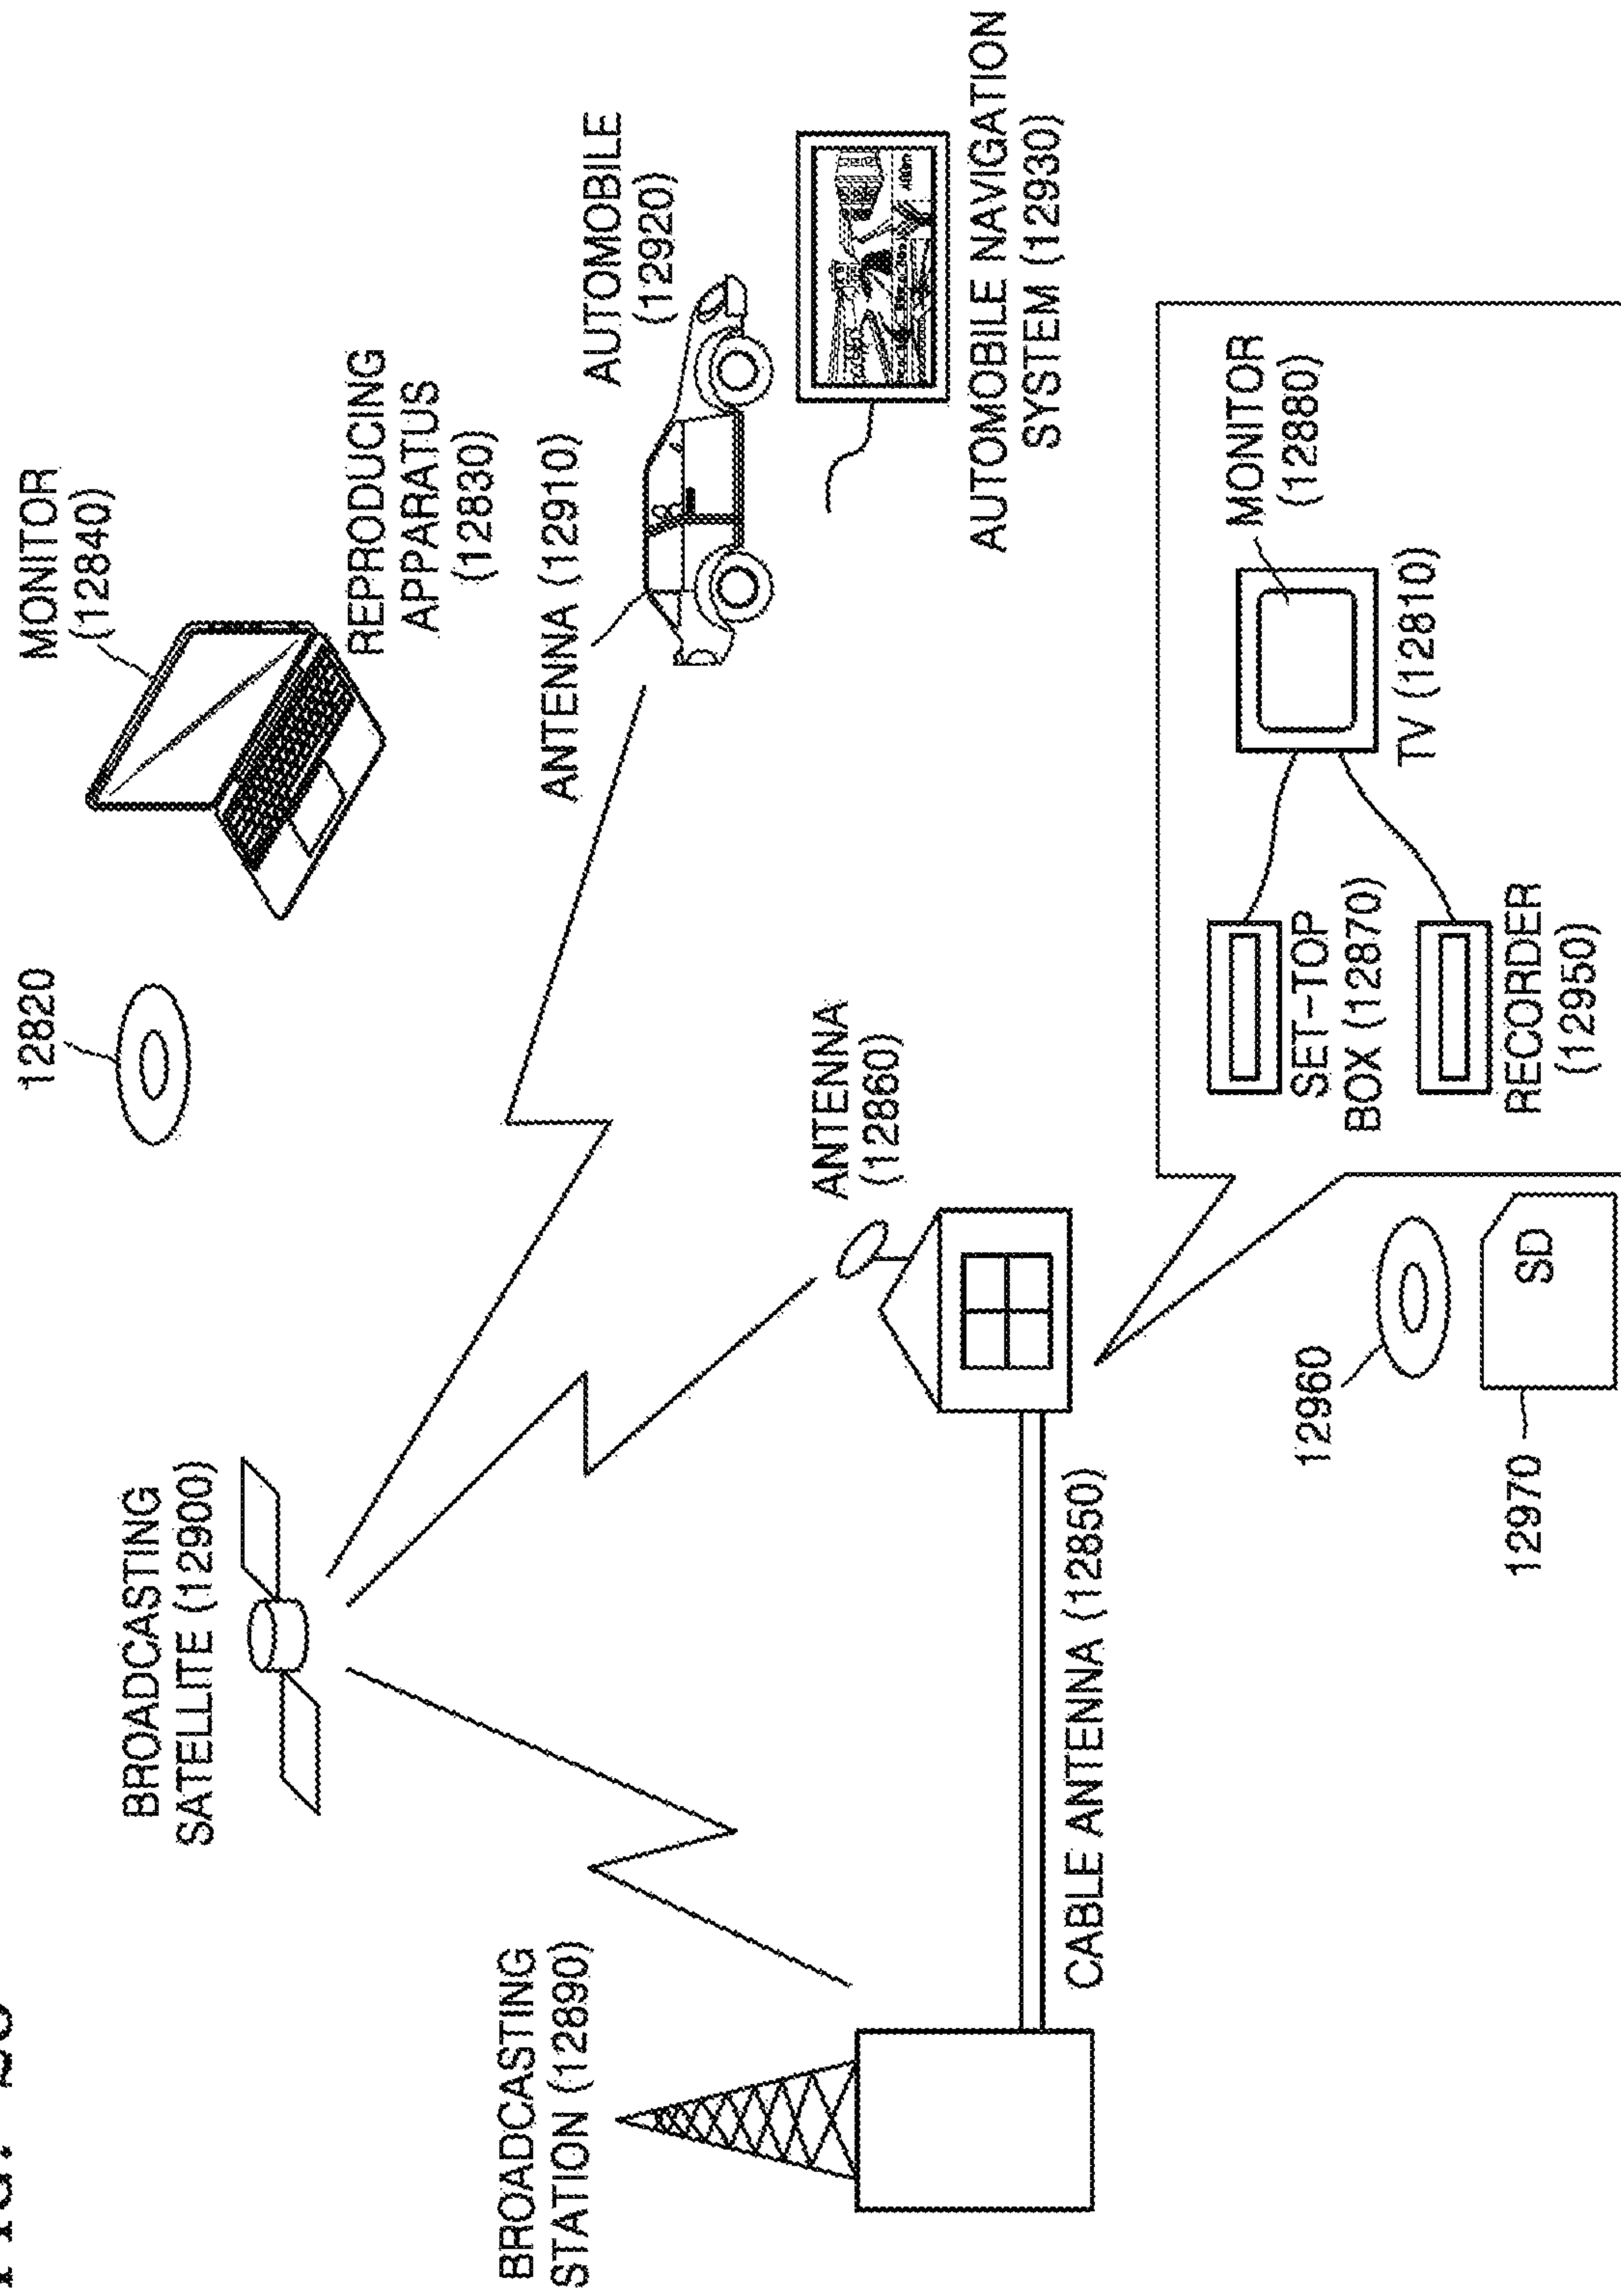 BROADCASTING
SATELLITE (12900)
12820
MONITOR
(12840)
REPRODUCING
APPARATUS
(12830)
BROADCASTING
STATION (12890)
ANTENNA (12910)
AUTOMOBILE
(12920)
ANTENNA
(12860)
AUTOMOBILE NAVIGATION
SYSTEM (12930)
CABLE ANTENNA (12850)
MONITOR
(12880)
SET-TOP
BOX (12870)
TV (12810)
RECORDER
(12950)
12960
12970
SD